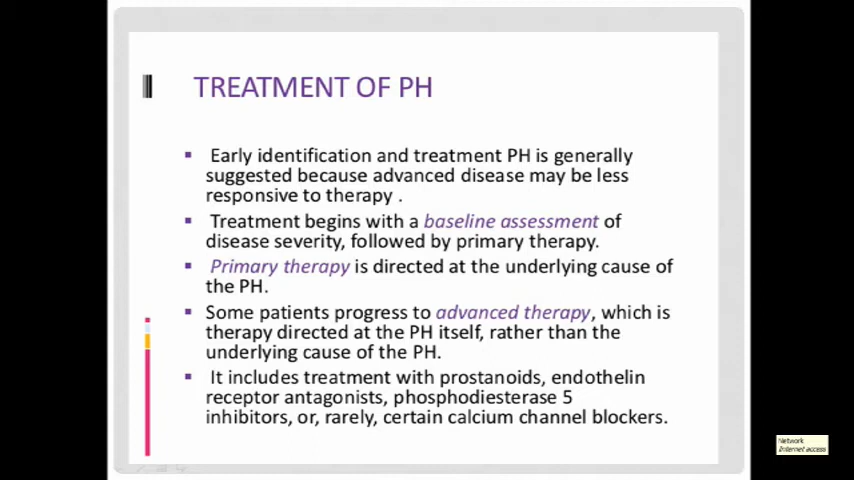 TREATMENT OF PH
▪ Early identification and treatment PH is generally
suggested because advanced disease may be less
responsive to therapy .
▪ Treatment begins with a baseline assessment of
disease severity, followed by primary therapy.
▪ Primary therapy is directed at the underlying cause of
the PH.
▪ Some patients progress to advanced therapy, which is
therapy directed at the PH itself, rather than the
underlying cause of the PH.
▪ It includes treatment with prostanoids, endothelin
receptor antagonists, phosphodiesterase 5
inhibitors, or, rarely, certain calcium channel blockers.
Network
Internet access